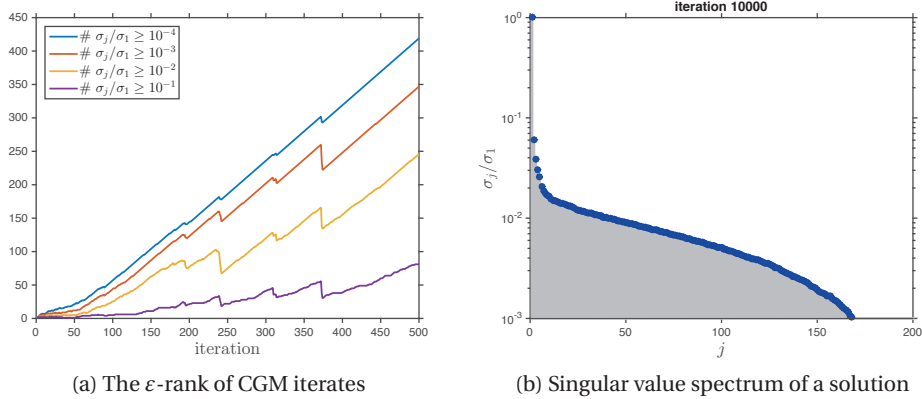 450
400
350
300
250
200
150
100
50
0
# σj/σ1 ≥ 10⁻⁴
# σj/σ1 ≥ 10⁻³
# σj/σ1 ≥ 10⁻²
# σj/σ1 ≥ 10⁻¹
0 50 100 150 200 250 300 350 400 450 500
iteration
(a) The ε-rank of CGM iterates
iteration 10000
10⁰
10⁻¹
10⁻²
10⁻³
σj/σ1
0 50 100 150 200
j
(b) Singular value spectrum of a solution